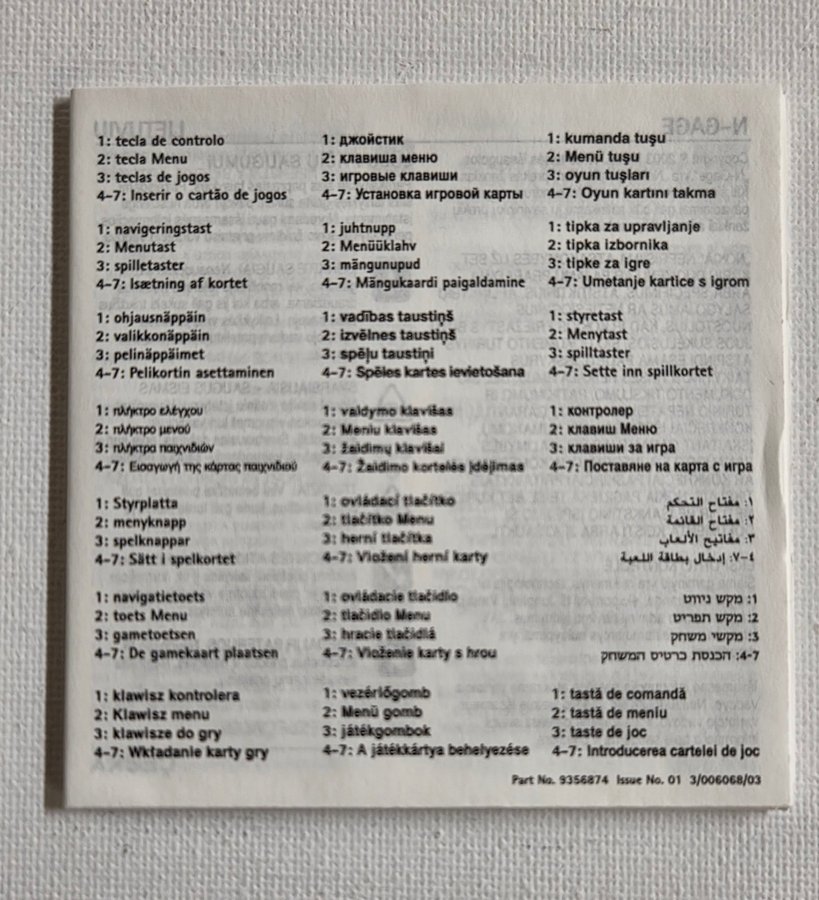 1: tecla de controlo
2: tecla Menu
3: teclas de jogos
4-7: Inserir o cartão de jogos
1: джойстик
2: клавиша меню
3: игровые клавиши
4-7: Установка игровой карты
1: kumanda tuşu
2: Menü tuşu
3: oyun tuşları
4-7: Oyun kartını takma
1: navigeringstast
2: Menutast
3: spilletaster
4-7: Isætning af kortet
1: juhtnupp
2: Menüüklahv
3: mängunupud
4-7: Mängukaardi paigaldamine
1: tipka za upravljanje
2: tipka izbornika
3: tipke za igre
4-7: Umetanje kartice s igrom
1: ohjausnäppäin
2: valikkonäppäin
3: pelinäppäimet
4-7: Pelikortin asettaminen
1: vadības taustiņš
2: izvēlnes taustiņš
3: spēļu taustiņi
4-7: Spēles kartes ievietošana
1: styretast
2: Menytast
3: spilltaster
4-7: Sette inn spillkortet
1: πλήκτρο ελέγχου
2: πλήκτρο μενού
3: πλήκτρα παιχνιδιών
4-7: Εισαγωγή της κάρτας παιχνιδιού
1: valdymo klavišas
2: Meniu klavišas
3: žaidimų klavišai
4-7: Žaidimo kortelės įdėjimas
1: контролер
2: клавиш Меню
3: клавиши за игра
4-7: Поставяне на карта с игра
1: Styrplatta
2: menyknapp
3: spelknappar
4-7: Sätt i spelkortet
1: ovládací tlačítko
2: tlačítko Menu
3: herní tlačítka
4-7: Vložení herní karty
١: مفتاح التحكم
٢: مفتاح القائمة
٣: مفاتيح الألعاب
٤-٧: إدخال بطاقة اللعبة
1: navigatietoets
2: toets Menu
3: gametoetsen
4-7: De gamekaart plaatsen
1: ovládacie tlačidlo
2: tlačidlo Menu
3: hracie tlačidlá
4-7: Vloženie karty s hrou
1: מקש ניווט
2: מקש תפריט
3: מקשי משחק
4-7: הכנסת כרטיס המשחק
1: klawisz kontrolera
2: Klawisz menu
3: klawisze do gry
4-7: Wkładanie karty gry
1: vezérlőgomb
2: Menü gomb
3: játékgombok
4-7: A játékkártya behelyezése
1: tastă de comandă
2: tastă de meniu
3: taste de joc
4-7: Introducerea cartelei de joc
Part No. 9356874 Issue No. 01 3/006068/03